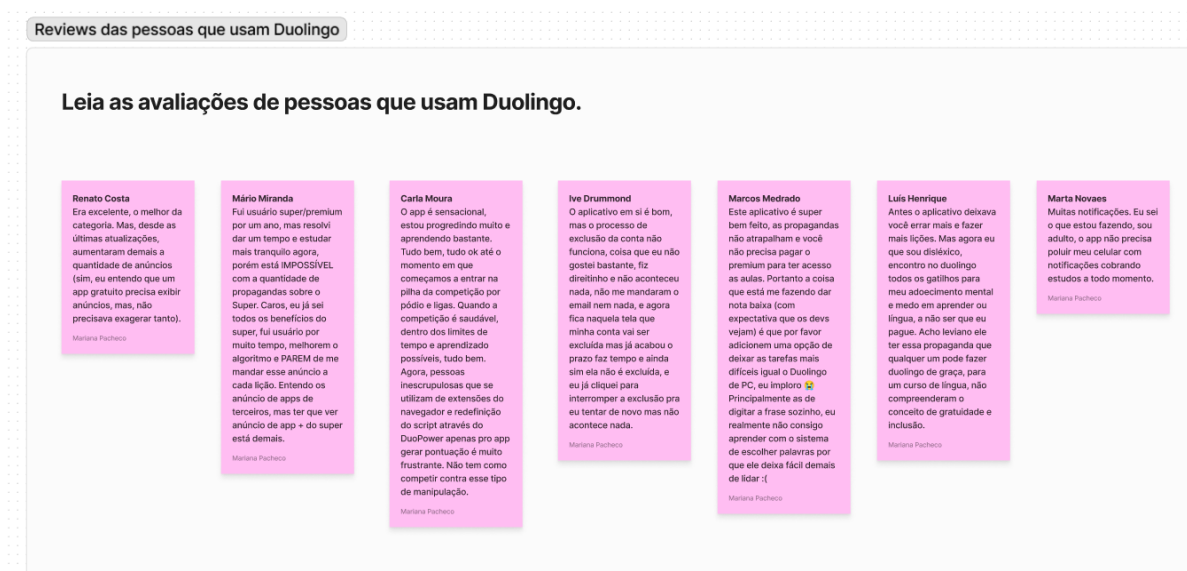 Reviews das pessoas que usam Duolingo
Leia as avaliações de pessoas que usam Duolingo.
Renato Costa
Era excelente, o melhor da
categoria. Mas, desde as
últimas atualizações,
aumentaram demais a
quantidade de anúncios
(sim, eu entendo que um
app gratuito precisa exibir
anúncios, mas, não
precisava exagerar tanto).
Mariana Pacheco
Mário Miranda
Fui usuário super/premium
por um ano, mas resolvi
dar um tempo e estudar
mais tranquilo agora,
porém está IMPOSSÍVEL
com a quantidade de
propagandas sobre o
Super. Caros, eu já sei
todos os benefícios do
super, fui usuário por
muito tempo, melhorem o
algoritmo e PAREM de me
mandar esse anúncio a
cada lição. Entendo os
anúncio de apps de
terceiros, mas ter que ver
anúncio de app + do super
está demais.
Mariana Pacheco
Carla Moura
O app é sensacional,
estou progredindo muito e
aprendendo bastante.
Tudo bem, tudo ok até o
momento em que
começamos a entrar na
pilha da competição por
pódio e ligas. Quando a
competição é saudável,
dentro dos limites de
tempo e aprendizado
possíveis, tudo bem.
Agora, pessoas
inescrupulosas que se
utilizam de extensões do
navegador e redefinição
do script através do
DuoPower apenas pro app
gerar pontuação é muito
frustrante. Não tem como
competir contra esse tipo
de manipulação.
Mariana Pacheco
Ive Drummond
O aplicativo em si é bom,
mas o processo de
exclusão da conta não
funciona, coisa que eu não
gostei bastante, fiz
direitinho e não aconteceu
nada, não me mandaram o
email nem nada, e agora
fica naquela tela que
minha conta vai ser
excluída mas já acabou o
prazo faz tempo e ainda
sim ela não é excluída, e
eu já cliquei para
interromper a exclusão pra
eu tentar de novo mas não
acontece nada.
Mariana Pacheco
Marcos Medrado
Este aplicativo é super
bem feito, as propagandas
não atrapalham e você
não precisa pagar o
premium para ter acesso
as aulas. Portanto a coisa
que está me fazendo dar
nota baixa (com
expectativa que os devs
vejam) é que por favor
adicionem uma opção de
deixar as tarefas mais
difíceis igual o Duolingo
de PC, eu imploro 😭
Principalmente as de
digitar a frase sozinho, eu
realmente não consigo
aprender com o sistema
de escolher palavras por
que ele deixa fácil demais
de lidar :(
Mariana Pacheco
Luís Henrique
Antes o aplicativo deixava
você errar mais e fazer
mais lições. Mas agora eu
que sou disléxico,
encontro no duolingo
todos os gatilhos para
meu adoecimento mental
e medo em aprender ou
língua, a não ser que eu
pague. Acho leviano ele
ter essa propaganda que
qualquer um pode fazer
duolingo de graça, para
um curso de língua, não
compreenderam o
conceito de gratuidade e
inclusão.
Mariana Pacheco
Marta Novaes
Muitas notificações. Eu sei
o que estou fazendo, sou
adulto, o app não precisa
poluir meu celular com
notificações cobrando
estudos a todo momento.
Mariana Pacheco